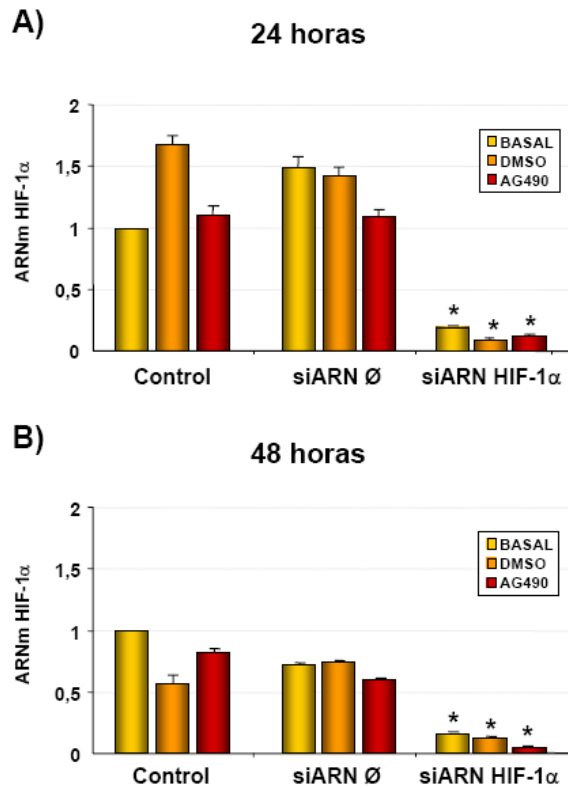 A)
24 horas
ARNm HIF-1α
2
1,5
1
0,5
0
BASAL
DMSO
AG490
* * *
Control siARN Ø siARN HIF-1α
B)
48 horas
ARNm HIF-1α
2
1,5
1
0,5
0
BASAL
DMSO
AG490
* * *
Control siARN Ø siARN HIF-1α